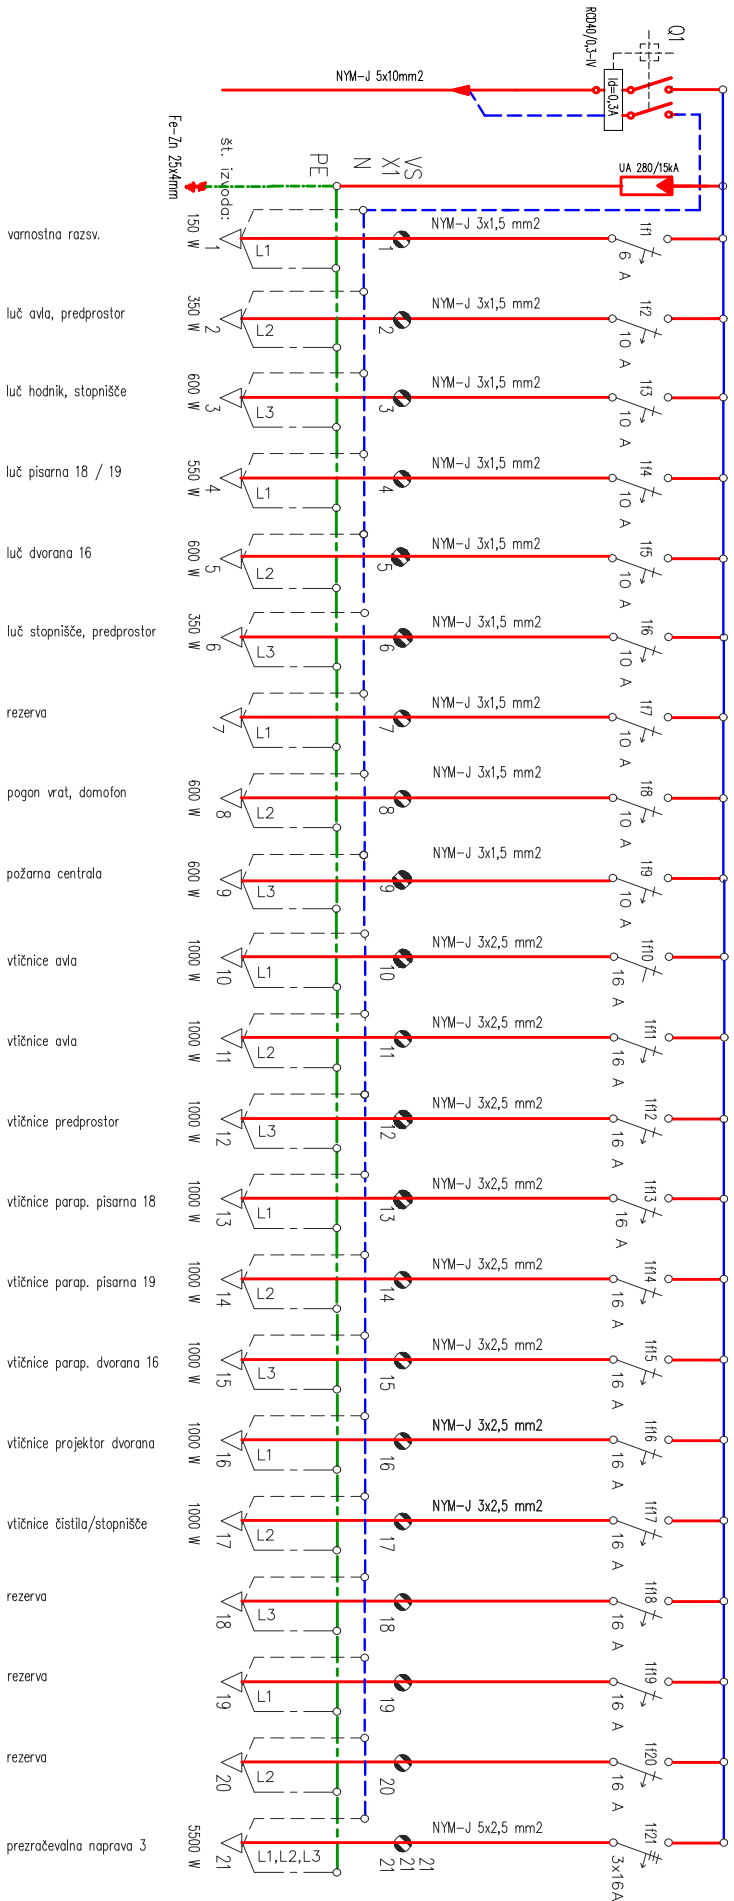 Q1
RCD40/0,3-IV
Id=0,3A
NYM-J 5x10mm2
UA 280/15kA
Fe-Zn 25x4mm
št. izvoda:
PE
N
X1
VS
varnostna razsv.
150 W
1
L1
1
NYM-J 3x1,5 mm2
1f1
6 A
luč avla, predprostor
350 W
2
L2
2
NYM-J 3x1,5 mm2
1f2
10 A
luč hodnik, stopnišče
600 W
3
L3
3
NYM-J 3x1,5 mm2
1f3
10 A
luč pisarna 18 / 19
550 W
4
L1
4
NYM-J 3x1,5 mm2
1f4
10 A
luč dvorana 16
600 W
5
L2
5
NYM-J 3x1,5 mm2
1f5
10 A
luč stopnišče, predprostor
350 W
6
L3
6
NYM-J 3x1,5 mm2
1f6
10 A
rezerva
7
L1
7
NYM-J 3x1,5 mm2
1f7
10 A
pogon vrat, domofon
600 W
8
L2
8
NYM-J 3x1,5 mm2
1f8
10 A
požarna centrala
600 W
9
L3
9
NYM-J 3x1,5 mm2
1f9
10 A
vtičnice avla
1000 W
10
L1
10
NYM-J 3x2,5 mm2
1f10
16 A
vtičnice avla
1000 W
11
L2
11
NYM-J 3x2,5 mm2
1f11
16 A
vtičnice predprostor
1000 W
12
L3
12
NYM-J 3x2,5 mm2
1f12
16 A
vtičnice parap. pisarna 18
1000 W
13
L1
13
NYM-J 3x2,5 mm2
1f13
16 A
vtičnice parap. pisarna 19
1000 W
14
L2
14
NYM-J 3x2,5 mm2
1f14
16 A
vtičnice parap. dvorana 16
1000 W
15
L3
15
NYM-J 3x2,5 mm2
1f15
16 A
vtičnice projektor dvorana
1000 W
16
L1
16
NYM-J 3x2,5 mm2
1f16
16 A
vtičnice čistila/stopnišče
1000 W
17
L2
17
NYM-J 3x2,5 mm2
1f17
16 A
rezerva
18
L3
18
1f18
16 A
rezerva
19
L1
19
1f19
16 A
rezerva
20
L2
20
1f20
16 A
prezračevalna naprava 3
5500 W
21
L1,L2,L3
21
21
21
NYM-J 5x2,5 mm2
1f21
3x16A